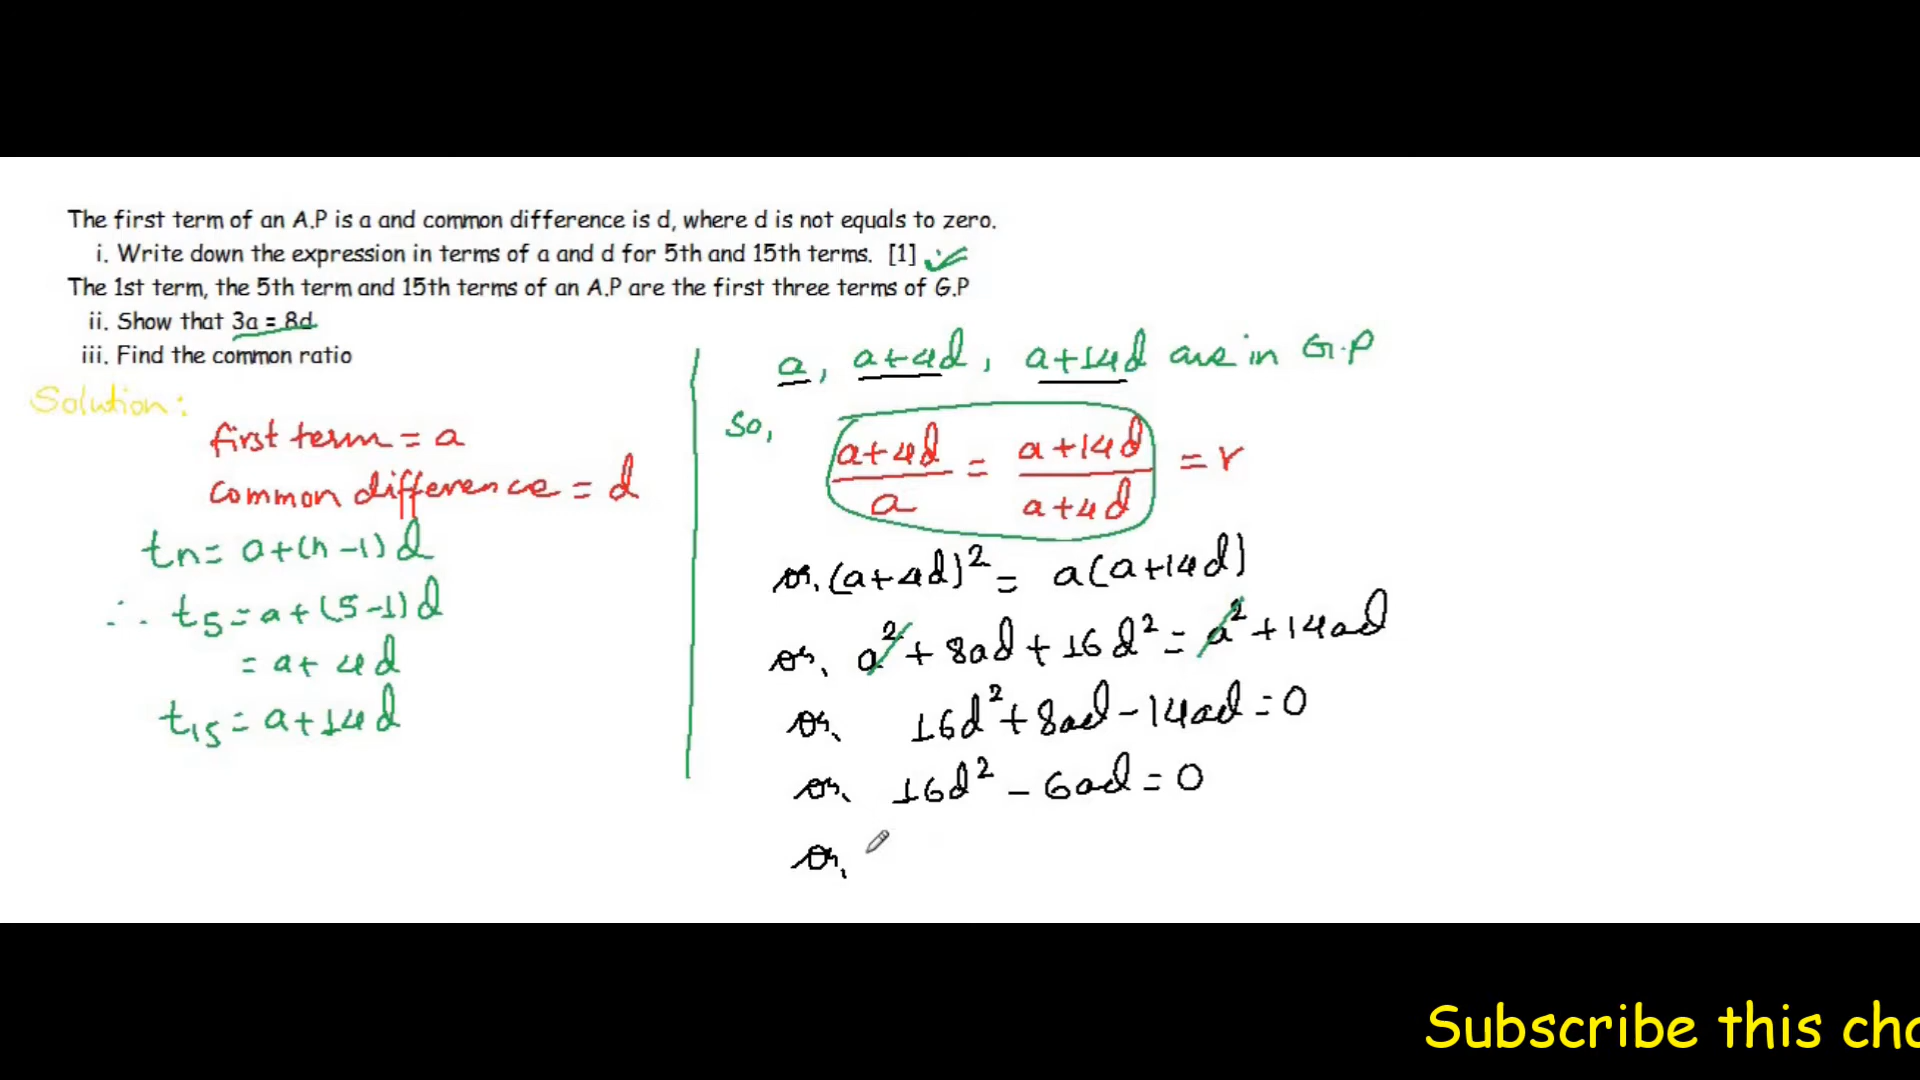 The first term of an A.P is a and common difference is d, where d is not equals to zero.
i. Write down the expression in terms of a and d for 5th and 15th terms. [1]
The 1st term, the 5th term and 15th terms of an A.P are the first three terms of G.P
ii. Show that 3a = 8d
iii. Find the common ratio
Solution:
first term = a
common difference = d
tn = a+(n-1)d
∴ t5 = a+(5-1)d
= a+4d
t15 = a+14d
a, a+4d, a+14d are in G.P
So,
(a+4d)/a = (a+14d)/(a+4d) = r
or, (a+4d)² = a(a+14d)
or, a² + 8ad + 16d² = a² + 14ad
or, 16d² + 8ad - 14ad = 0
or, 16d² - 6ad = 0
or,
Subscribe this cha